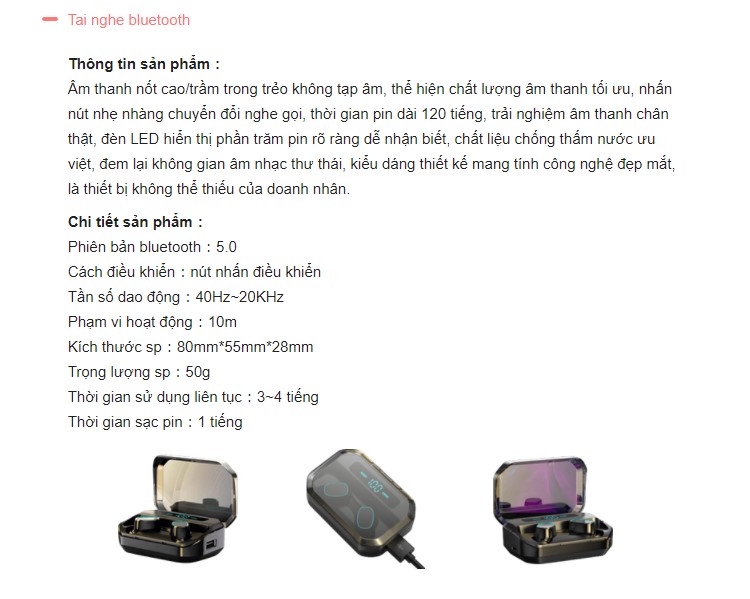 Tai nghe bluetooth
Thông tin sản phẩm :
Âm thanh nốt cao/trầm trong trẻo không tạp âm, thể hiện chất lượng âm thanh tối ưu, nhấn
nút nhẹ nhàng chuyển đổi nghe gọi, thời gian pin dài 120 tiếng, trải nghiệm âm thanh chân
thật, đèn LED hiển thị phần trăm pin rõ ràng dễ nhận biết, chất liệu chống thấm nước ưu
việt, đem lại không gian âm nhạc thư thái, kiểu dáng thiết kế mang tính công nghệ đẹp mắt,
là thiết bị không thể thiếu của doanh nhân.
Chi tiết sản phẩm :
Phiên bản bluetooth : 5.0
Cách điều khiển : nút nhấn điều khiển
Tần số dao động : 40Hz~20KHz
Phạm vi hoạt động : 10m
Kích thước sp : 80mm*55mm*28mm
Trọng lượng sp : 50g
Thời gian sử dụng liên tục : 3~4 tiếng
Thời gian sạc pin : 1 tiếng
100